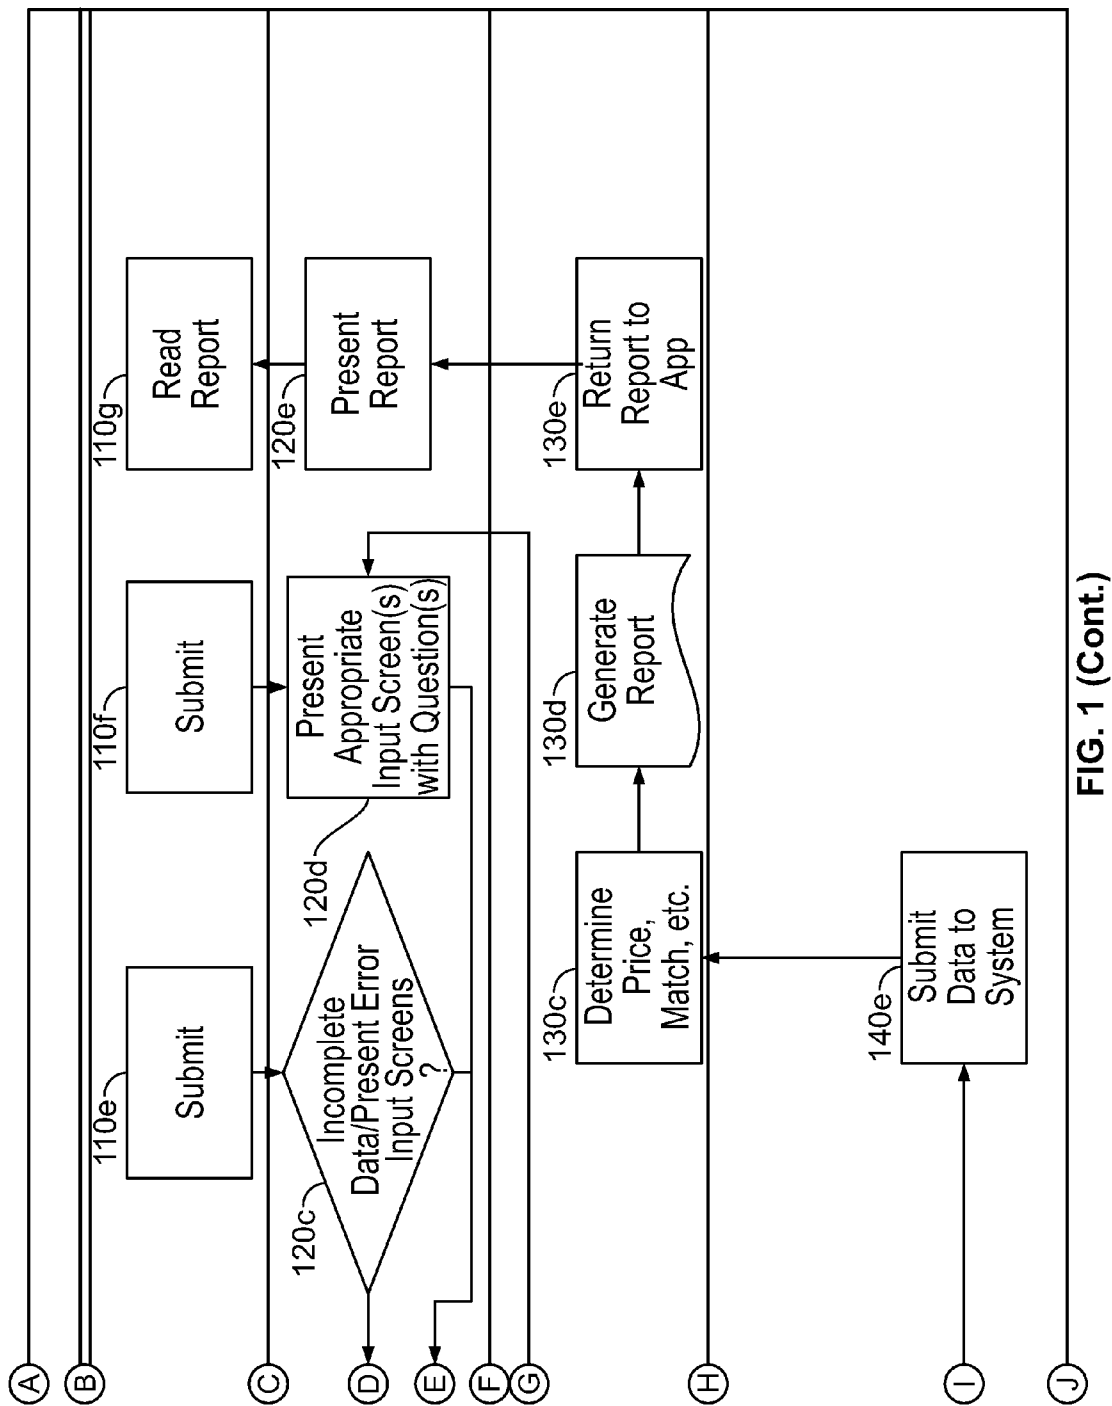 A
B
C
D
E
F
G
H
I
J
110e
Submit
110f
Submit
110g
Read
Report
120c
Incomplete
Data/Present Error
Input Screens
?
120d
Present
Appropriate
Input Screen(s)
with Question(s)
120e
Present
Report
130c
Determine
Price,
Match, etc.
130d
Generate
Report
130e
Return
Report to
App
140e
Submit
Data to
System
FIG. 1 (Cont.)